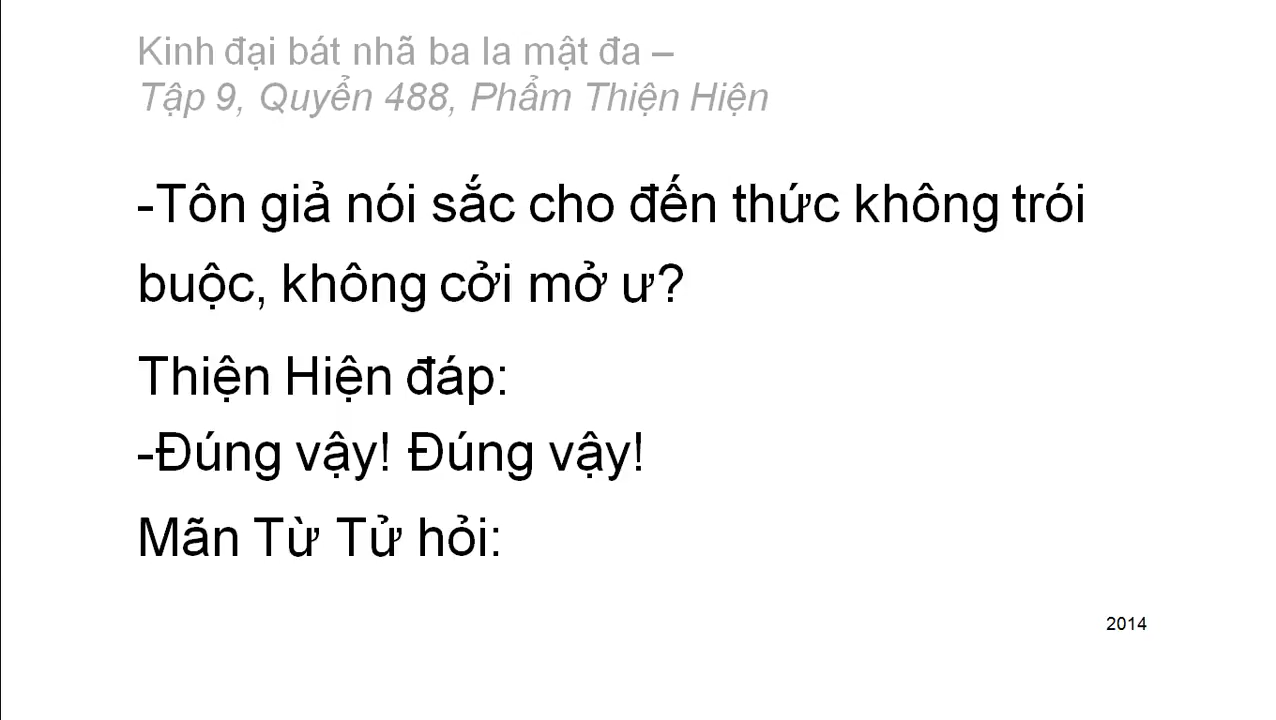 Kinh đại bát nhã ba la mật đa –
Tập 9, Quyển 488, Phẩm Thiện Hiện
-Tôn giả nói sắc cho đến thức không trói
buộc, không cởi mở ư?
Thiện Hiện đáp:
-Đúng vậy! Đúng vậy!
Mãn Từ Tử hỏi:
2014